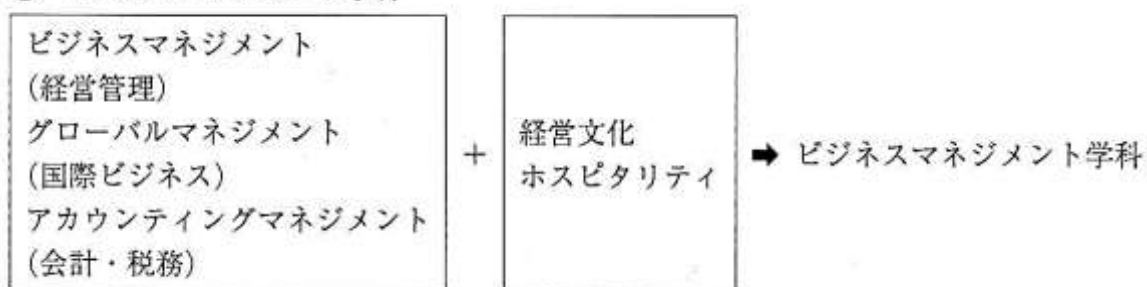 ビジネスマネジメント
(経営管理)
グローバルマネジメント
(国際ビジネス)
アカウンティングマネジメント
(会計・税務)
+
経営文化
ホスピタリティ
➡ ビジネスマネジメント学科